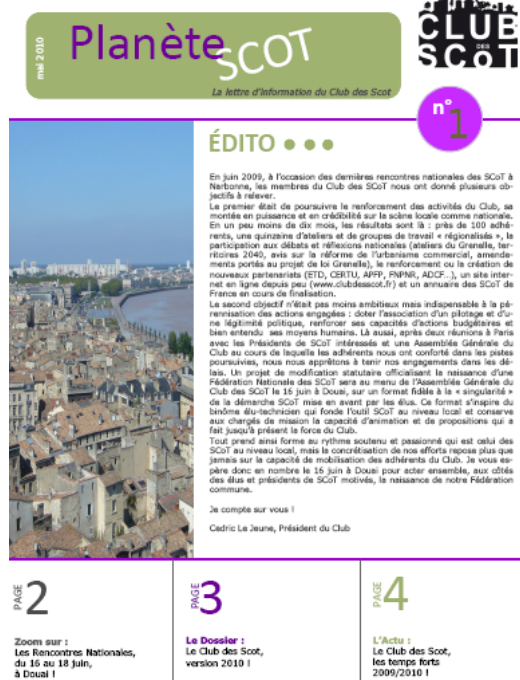 mai 2010
Planète
SCOT
La lettre d'information du Club des Scot
CLUB
DES
SCOT
n°
1
ÉDITO
En juin 2009, à l'occasion des dernières rencontres nationales des SCoT à
Narbonne, les membres du Club des SCoT nous ont donné plusieurs ob-
jectifs à relever.
Le premier était de poursuivre le renforcement des activités du Club, sa
montée en puissance et en crédibilité sur la scène locale comme nationale.
En un peu moins de dix mois, les résultats sont là : près de 100 adhé-
rents, une quinzaine d'ateliers et de groupes de travail « régionalisés », la
participation aux débats et réflexions nationales (ateliers du Grenelle, ter-
ritoires 2040, avis sur la réforme de l'urbanisme commercial, amende-
ments portés au projet de loi Grenelle), le renforcement ou la création de
nouveaux partenariats (ETD, CERTU, APFP, FNPNR, ADCF…), un site inter-
net en ligne depuis peu (www.clubdesscot.fr) et un annuaire des SCoT de
France en cours de finalisation.
Le second objectif n'était pas moins ambitieux mais indispensable à la pé-
rennisation des actions engagées : doter l'association d'un pilotage et d'u-
ne légitimité politique, renforcer ses capacités d'actions budgétaires et
bien entendu ses moyens humains. Là aussi, après deux réunions à Paris
avec les Présidents de SCoT intéressés et une Assemblée Générale du
Club au cours de laquelle les adhérents nous ont conforté dans les pistes
poursuivies, nous nous apprêtons à tenir nos engagements dans les dé-
lais. Un projet de modification statutaire officialisant la naissance d'une
Fédération Nationale des SCoT sera au menu de l'Assemblée Générale du
Club des SCoT le 16 juin à Douai, sur un format fidèle à la « singularité »
de la démarche SCoT mise en avant par les élus. Ce format s'inspire du
binôme élu-technicien qui fonde l'outil SCoT au niveau local et conserve
aux chargés de mission la capacité d'animation et de propositions qui a
fait jusqu'à présent la force du Club.
Tout prend ainsi forme au rythme soutenu et passionné qui est celui des
SCoT au niveau local, mais la concrétisation de nos efforts repose plus que
jamais sur la capacité de mobilisation des adhérents du Club. Je vous es-
père donc en nombre le 16 juin à Douai pour acter ensemble, aux côtés
des élus et présidents de SCoT motivés, la naissance de notre Fédération
commune.
Je compte sur vous !
Cedric Le Jeune, Président du Club
PAGE
2
Zoom sur :
Les Rencontres Nationales,
du 16 au 18 juin,
à Douai !
PAGE
3
Le Dossier :
Le Club des Scot,
version 2010 !
PAGE
4
L'Actu :
Le Club des Scot,
les temps forts
2009/2010 !